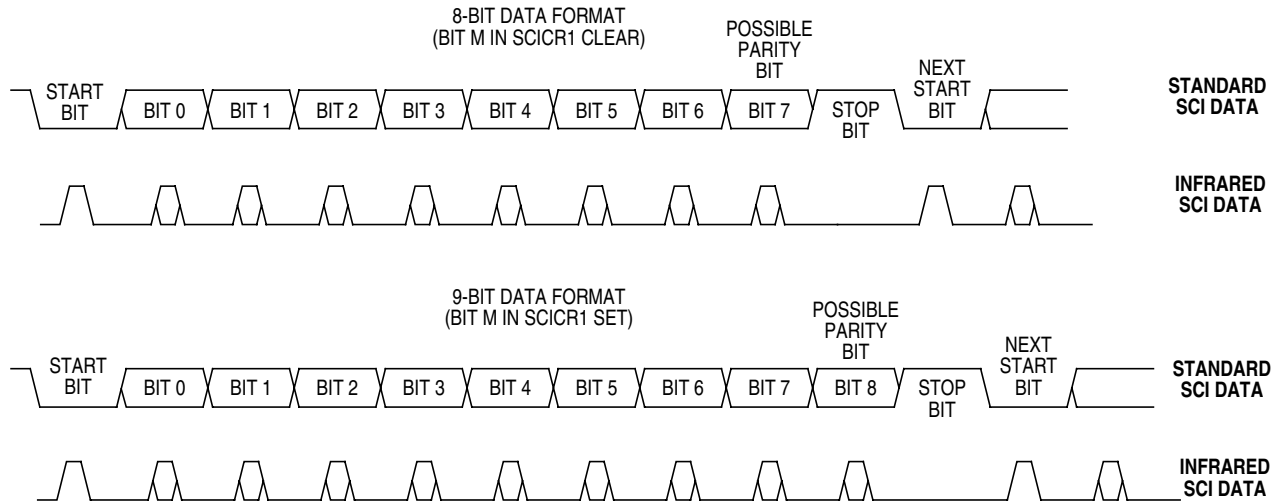 8-BIT DATA FORMAT
(BIT M IN SCICR1 CLEAR)
POSSIBLE
PARITY
BIT
START
BIT
BIT 0
BIT 1
BIT 2
BIT 3
BIT 4
BIT 5
BIT 6
BIT 7
STOP
BIT
NEXT
START
BIT
STANDARD
SCI DATA
INFRARED
SCI DATA
9-BIT DATA FORMAT
(BIT M IN SCICR1 SET)
POSSIBLE
PARITY
BIT
START
BIT
BIT 0
BIT 1
BIT 2
BIT 3
BIT 4
BIT 5
BIT 6
BIT 7
BIT 8
STOP
BIT
NEXT
START
BIT
STANDARD
SCI DATA
INFRARED
SCI DATA